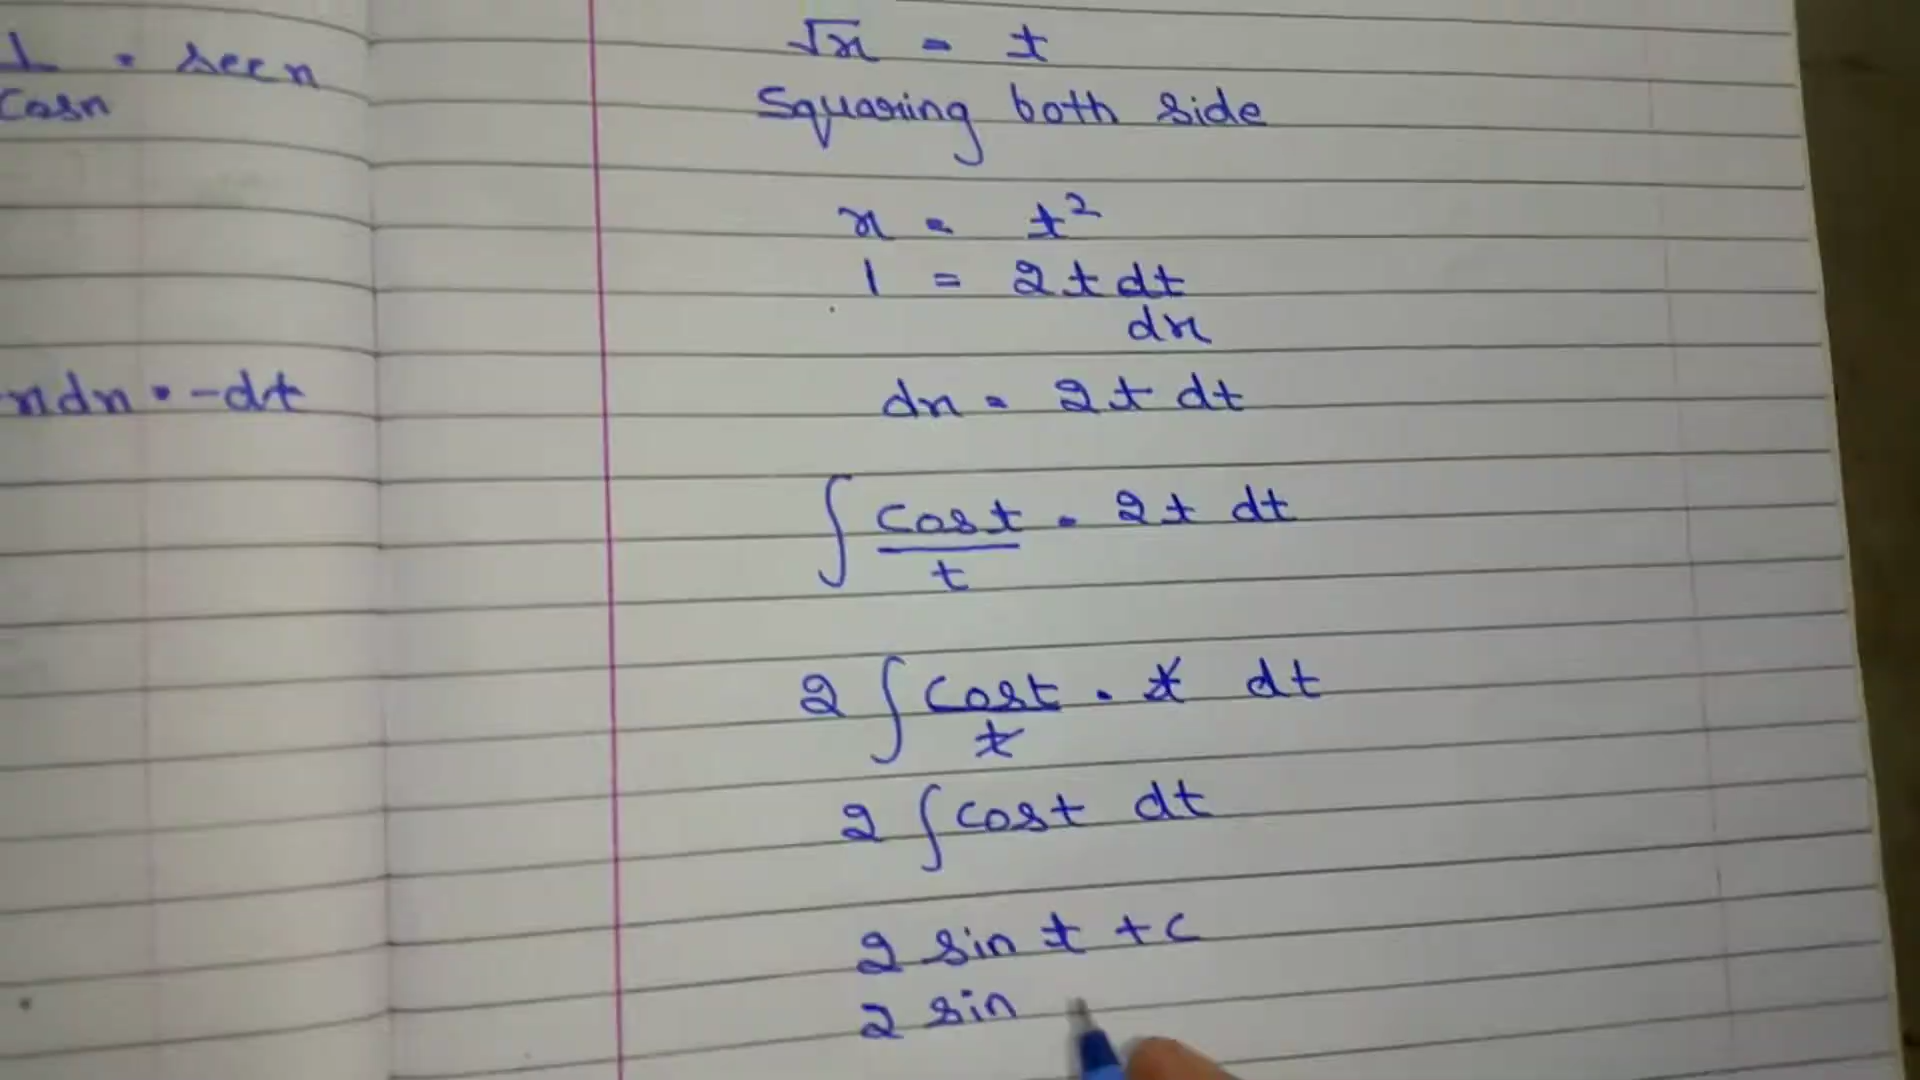 1 = secx
cosx
xdx = -dt
√x = t
Squaring both side
x = t²
1 = 2t dt
dx
dx = 2t dt
∫ cost . 2t dt
t
2 ∫ cost . t dt
t
2 ∫ cost dt
2 sin t + c
2 sin